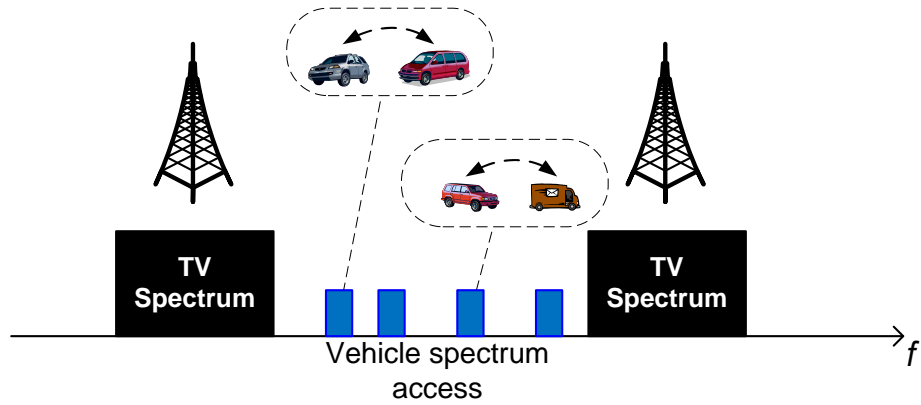 TV
Spectrum
TV
Spectrum
f
Vehicle spectrum
access